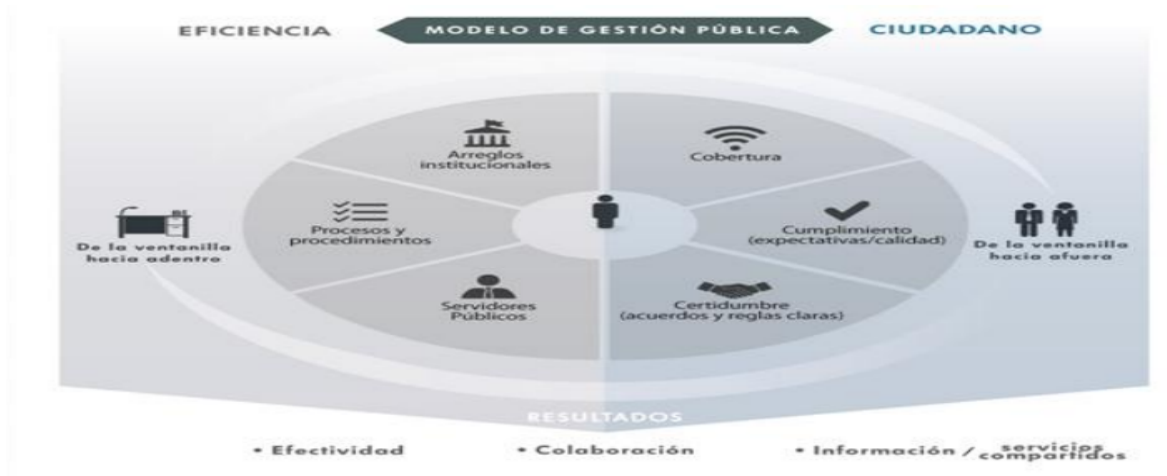 EFICIENCIA
MODELO DE GESTIÓN PÚBLICA
CIUDADANO
Arreglos
institucionales
Cobertura
Procesos y
procedimientos
Cumplimiento
(expectativas/calidad)
De la ventanilla
hacia adentro
De la ventanilla
hacia afuera
Servidores
Públicos
Certidumbre
(acuerdos y reglas claras)
RESULTADOS
• Efectividad
• Colaboración
• Información / servicios
compartidos